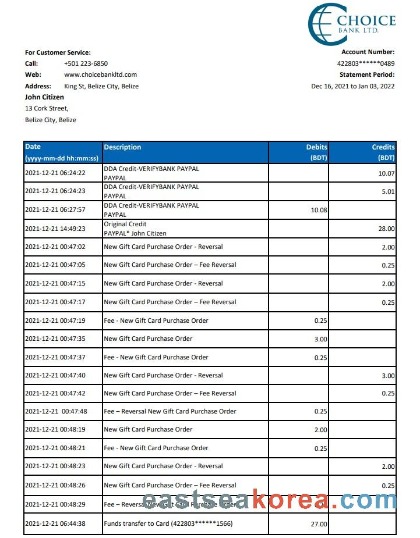 CHOICE
BANK LTD.
For Customer Service:
Call: +501 223-6850
Web: www.choicebankltd.com
Address: King St, Belize City, Belize
John Citizen
13 Cork Street,
Belize City, Belize
Account Number:
422803******0489
Statement Period:
Dec 16, 2021 to Jan 03, 2022
Date (yyyy-mm-dd hh:mm:ss) Description Debits (BDT) Credits (BDT)
2021-12-21 06:24:22 DDA Credit-VERIFYBANK PAYPAL PAYPAL 10.07
2021-12-21 06:24:23 DDA Credit-VERIFYBANK PAYPAL PAYPAL 5.01
2021-12-21 06:27:57 DDA Credit-VERIFYBANK PAYPAL PAYPAL 10.08
2021-12-21 14:49:23 Original Credit PAYPAL* John Citizen 28.00
2021-12-21 00:47:02 New Gift Card Purchase Order - Reversal 2.00
2021-12-21 00:47:05 New Gift Card Purchase Order – Fee Reversal 0.25
2021-12-21 00:47:15 New Gift Card Purchase Order - Reversal 2.00
2021-12-21 00:47:17 New Gift Card Purchase Order – Fee Reversal 0.25
2021-12-21 00:47:19 Fee - New Gift Card Purchase Order 0.25
2021-12-21 00:47:35 New Gift Card Purchase Order 3.00
2021-12-21 00:47:37 Fee - New Gift Card Purchase Order 0.25
2021-12-21 00:47:40 New Gift Card Purchase Order - Reversal 3.00
2021-12-21 00:47:42 New Gift Card Purchase Order – Fee Reversal 0.25
2021-12-21 00:47:48 Fee – Reversal New Gift Card Purchase Order 0.25
2021-12-21 00:48:19 New Gift Card Purchase Order 2.00
2021-12-21 00:48:21 Fee - New Gift Card Purchase Order 0.25
2021-12-21 00:48:23 New Gift Card Purchase Order - Reversal 2.00
2021-12-21 00:48:26 New Gift Card Purchase Order – Fee Reversal 0.25
2021-12-21 00:48:29 Fee – Reversal New Gift Card Purchase Order
eastseakorea.com
2021-12-21 06:44:38 Funds transfer to Card (422803******1566) 27.00